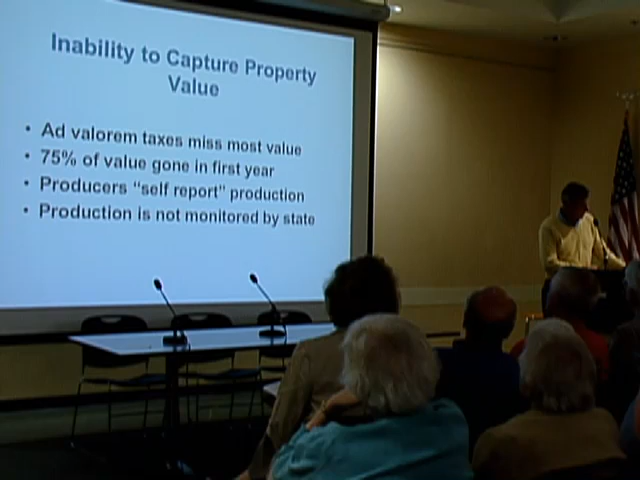 Inability to Capture Property
Value
• Ad valorem taxes miss most value
• 75% of value gone in first year
• Producers “self report” production
• Production is not monitored by state